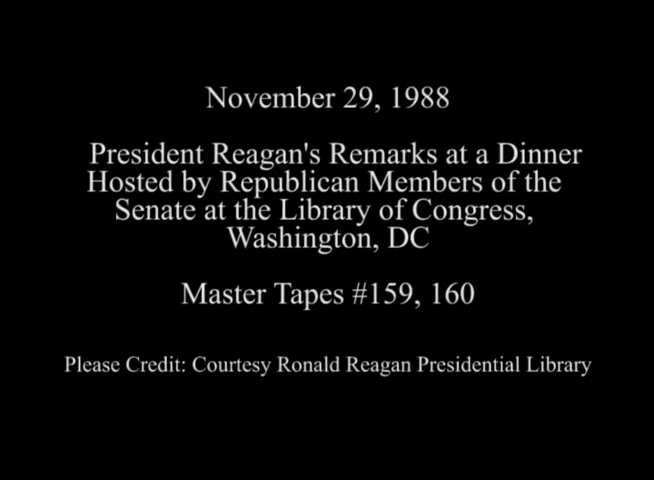 November 29, 1988
President Reagan's Remarks at a Dinner
Hosted by Republican Members of the
Senate at the Library of Congress,
Washington, DC
Master Tapes #159, 160
Please Credit: Courtesy Ronald Reagan Presidential Library